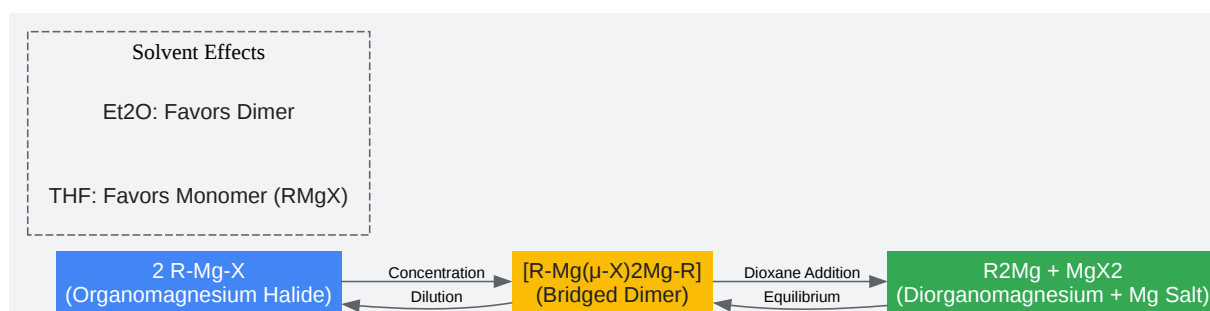 Solvent Effects
Et2O: Favors Dimer
THF: Favors Monomer (RMgX)
2 R-Mg-X
(Organomagnesium Halide)
Concentration
Dilution
[R-Mg(μ-X)2Mg-R]
(Bridged Dimer)
Dioxane Addition
Equilibrium
R2Mg + MgX2
(Diorganomagnesium + Mg Salt)